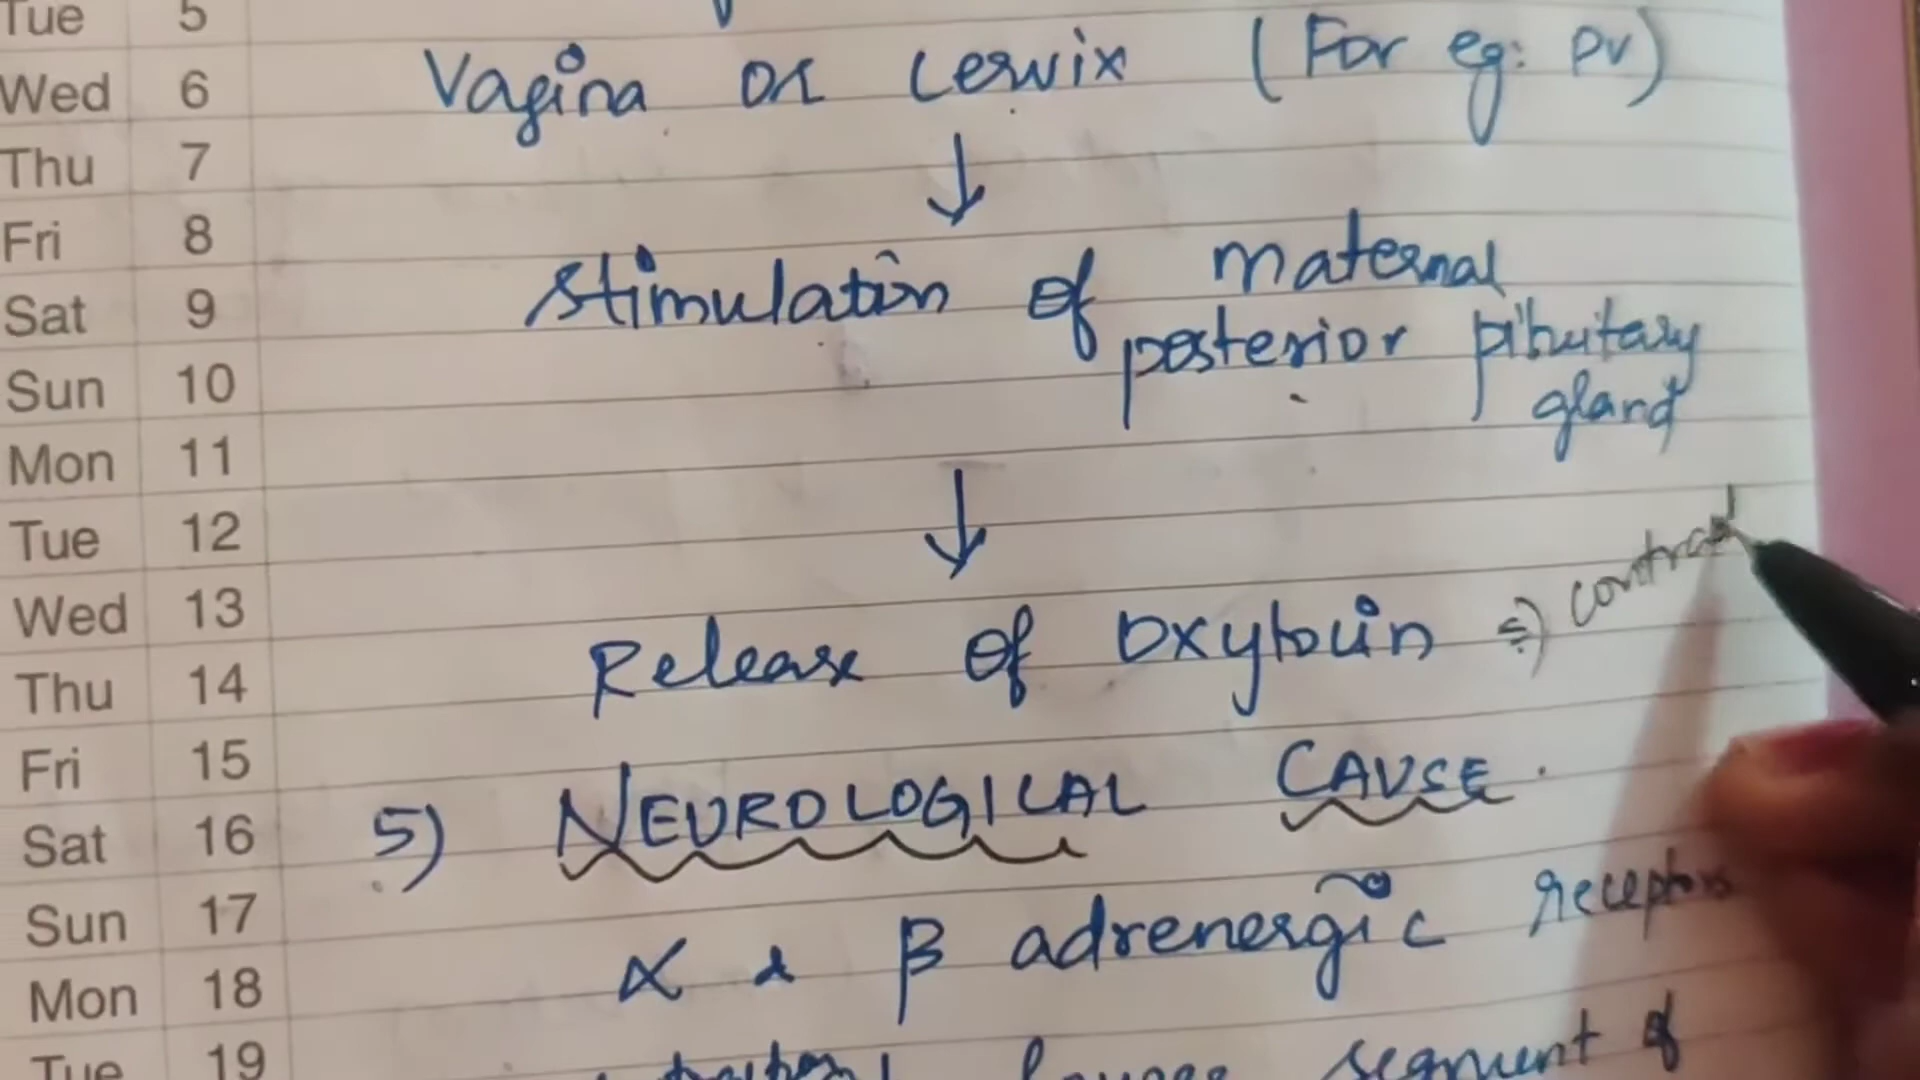 Tue 5
Wed 6 Vagina or cervix (For eg: PV)
Thu 7
Fri 8
Sat 9 stimulation of maternal
posterior pituitary
Sun 10 gland
Mon 11
Tue 12
Wed 13 Release of Oxytocin => contract
Thu 14
Fri 15
Sat 16 5) NEUROLOGICAL CAUSE.
Sun 17
Mon 18 α & β adrenergic receptors
Tue 19 segment of